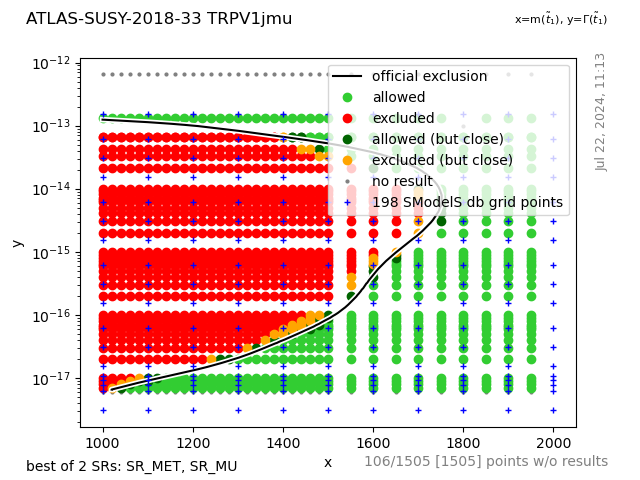 ATLAS-SUSY-2018-33 TRPV1jmu
x=m(t̃₁), y=Γ(t̃₁)
Jul 22, 2024, 11:13
official exclusion
allowed
excluded
allowed (but close)
excluded (but close)
no result
198 SModelS db grid points
y
10⁻¹²
10⁻¹³
10⁻¹⁴
10⁻¹⁵
10⁻¹⁶
10⁻¹⁷
1000 1200 1400 1600 1800 2000
x
best of 2 SRs: SR_MET, SR_MU
106/1505 [1505] points w/o results